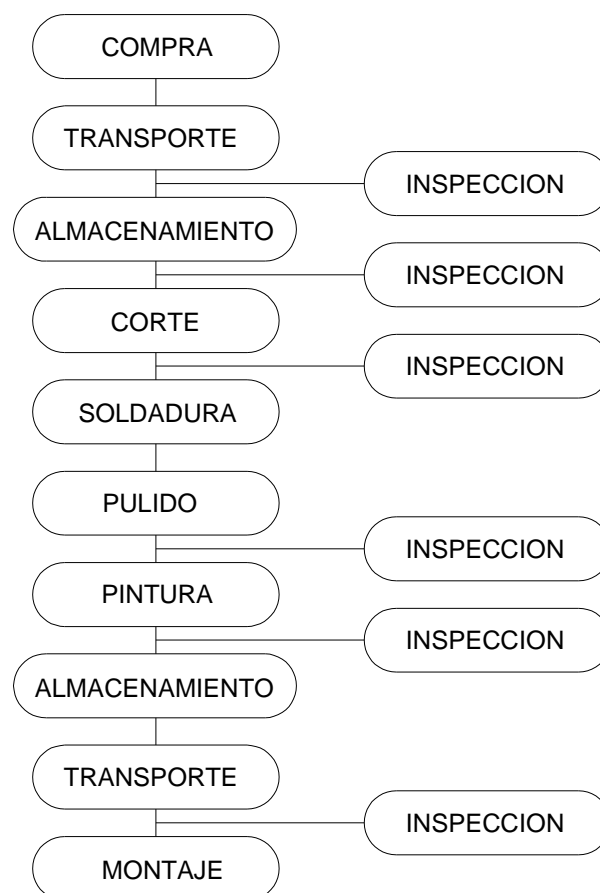 COMPRA
TRANSPORTE
INSPECCION
ALMACENAMIENTO
INSPECCION
CORTE
INSPECCION
SOLDADURA
PULIDO
INSPECCION
PINTURA
INSPECCION
ALMACENAMIENTO
TRANSPORTE
INSPECCION
MONTAJE